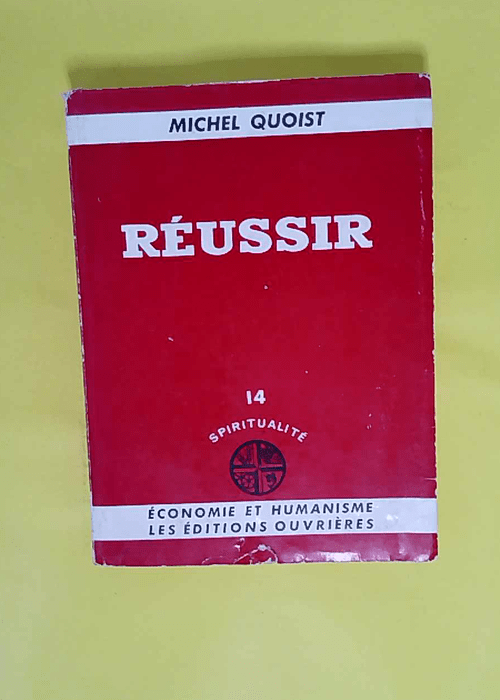 MICHEL QUOIST
RÉUSSIR
14
SPIRITUALITÉ
ÉCONOMIE ET HUMANISME
LES ÉDITIONS OUVRIÈRES